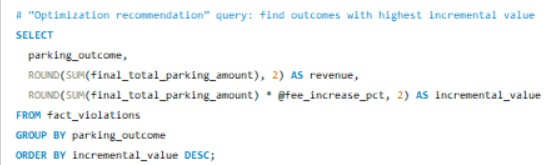 # "Optimization recommendation" query: find outcomes with highest incremental value
SELECT
parking_outcome,
ROUND(SUM(final_total_parking_amount), 2) AS revenue,
ROUND(SUM(final_total_parking_amount) * @fee_increase_pct, 2) AS incremental_value
FROM fact_violations
GROUP BY parking_outcome
ORDER BY incremental_value DESC;